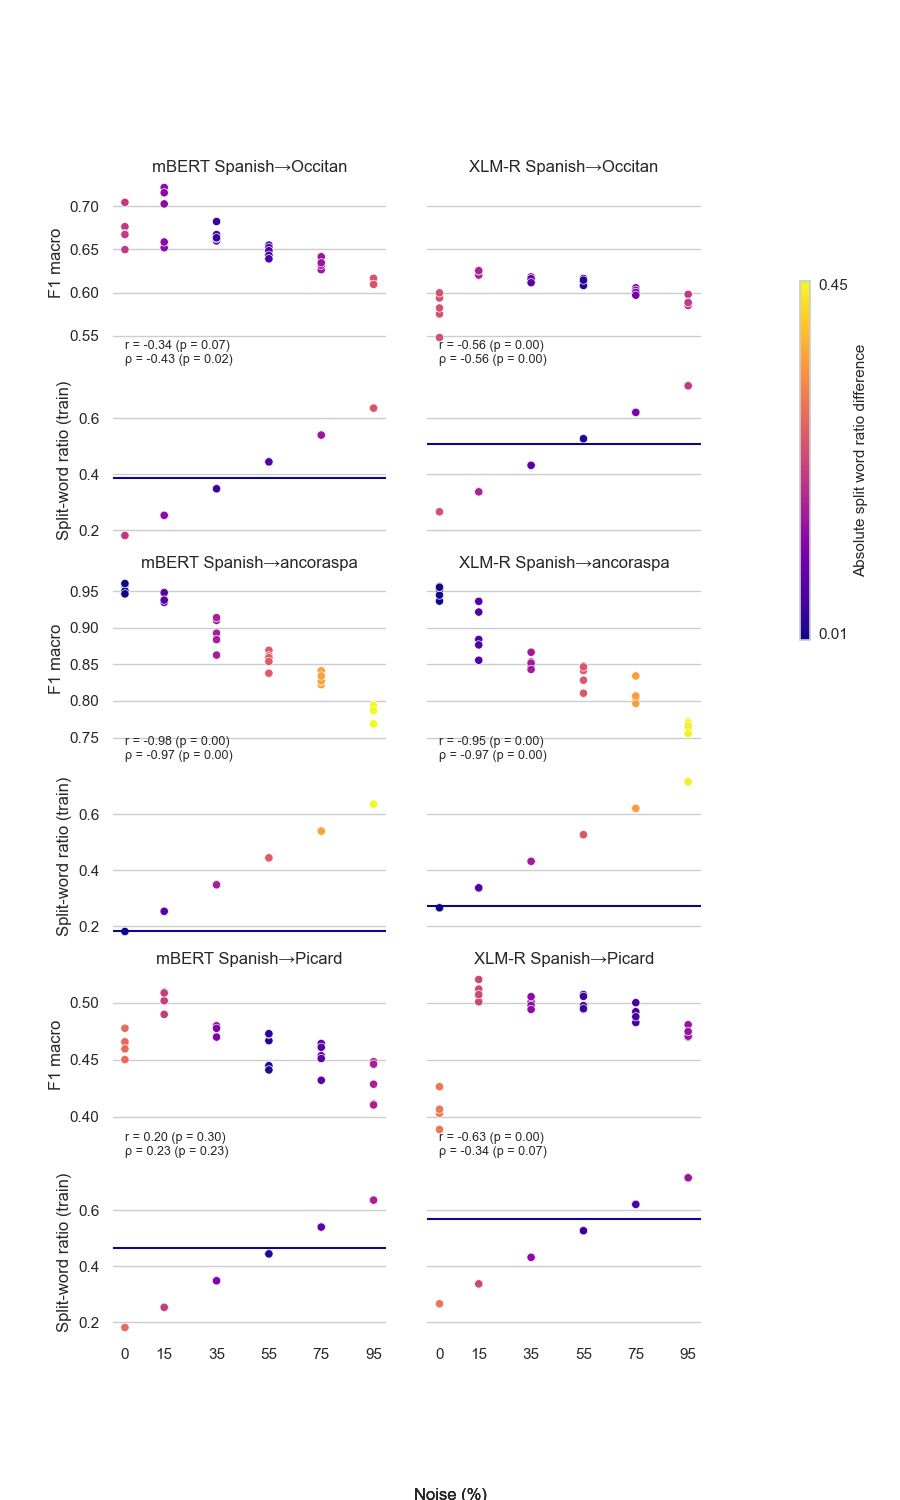 mBERT Spanish→Occitan
XLM-R Spanish→Occitan
F1 macro
0.70
0.65
0.60
0.55
r = -0.34 (p = 0.07)
ρ = -0.43 (p = 0.02)
r = -0.56 (p = 0.00)
ρ = -0.56 (p = 0.00)
Split-word ratio (train)
0.6
0.4
0.2
mBERT Spanish→ancoraspa
XLM-R Spanish→ancoraspa
F1 macro
0.95
0.90
0.85
0.80
0.75
r = -0.98 (p = 0.00)
ρ = -0.97 (p = 0.00)
r = -0.95 (p = 0.00)
ρ = -0.97 (p = 0.00)
Split-word ratio (train)
0.6
0.4
0.2
mBERT Spanish→Picard
XLM-R Spanish→Picard
F1 macro
0.50
0.45
0.40
r = 0.20 (p = 0.30)
ρ = 0.23 (p = 0.23)
r = -0.63 (p = 0.00)
ρ = -0.34 (p = 0.07)
Split-word ratio (train)
0.6
0.4
0.2
0 15 35 55 75 95
0 15 35 55 75 95
Noise (%)
0.45
0.01
Absolute split word ratio difference